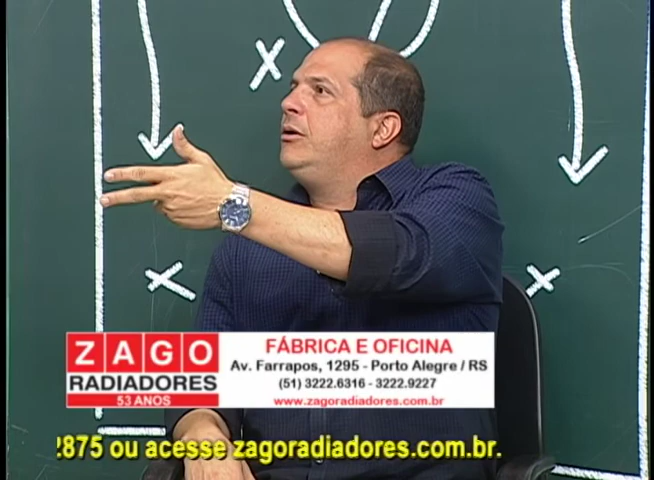 ZAGO
RADIADORES
53 ANOS
FÁBRICA E OFICINA
Av. Farrapos, 1295 - Porto Alegre / RS
(51) 3222.6316 - 3222.9227
www.zagoradiadores.com.br
2875 ou acesse zagoradiadores.com.br.